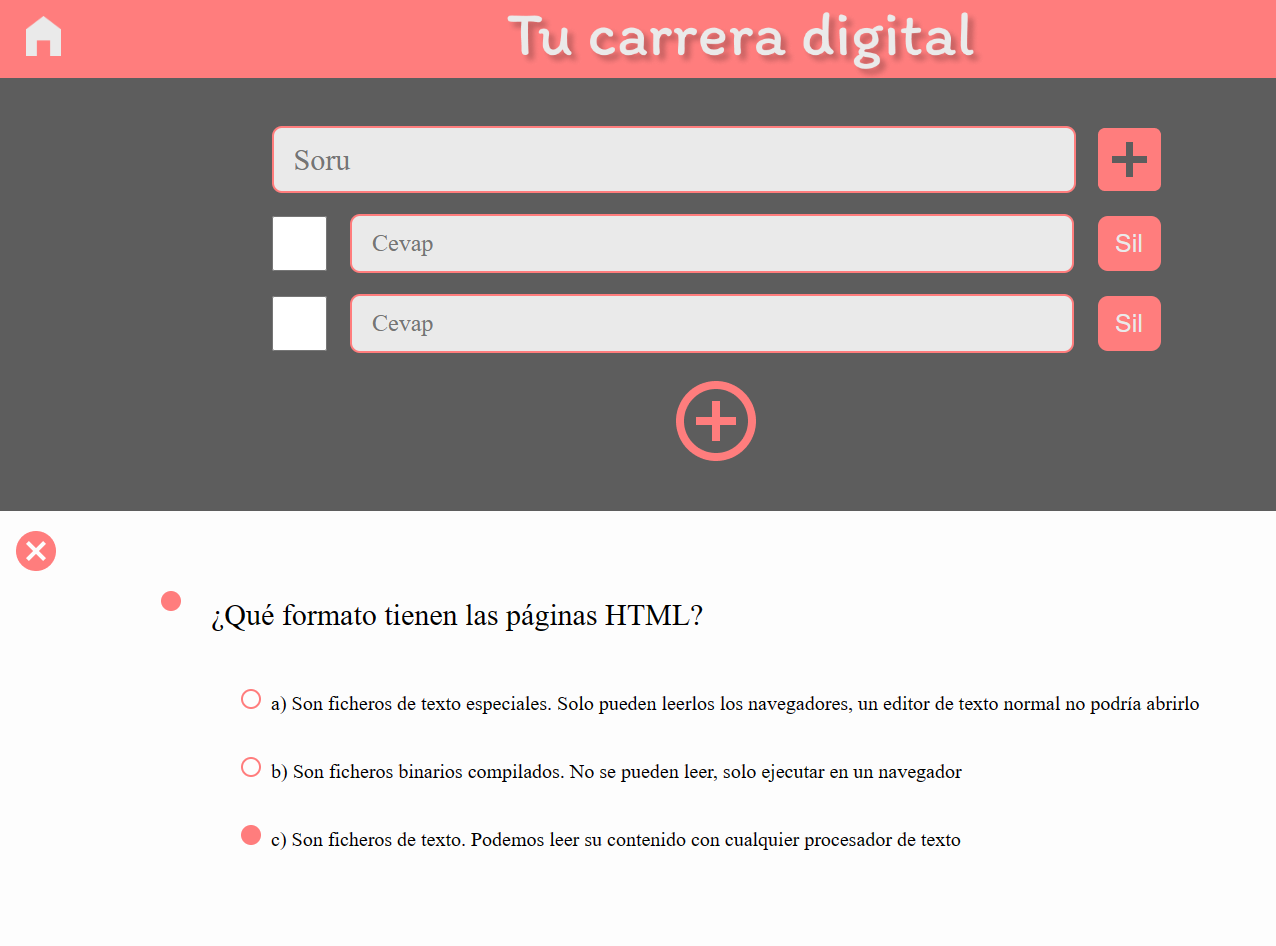 Tu carrera digital
Soru
Cevap
Sil
Cevap
Sil
¿Qué formato tienen las páginas HTML?
a) Son ficheros de texto especiales. Solo pueden leerlos los navegadores, un editor de texto normal no podría abrirlo
b) Son ficheros binarios compilados. No se pueden leer, solo ejecutar en un navegador
c) Son ficheros de texto. Podemos leer su contenido con cualquier procesador de texto